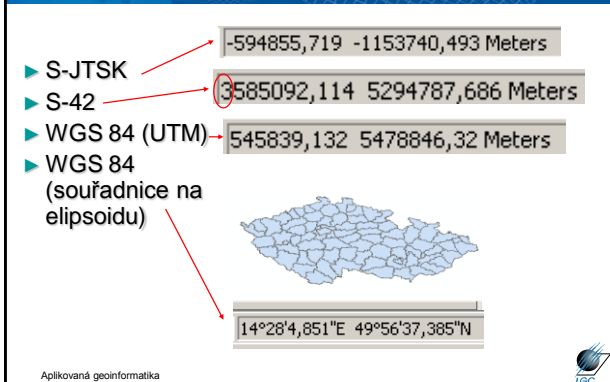 -594855,719 -1153740,493 Meters
► S-JTSK
3585092,114 5294787,686 Meters
► S-42
► WGS 84 (UTM)
545839,132 5478846,32 Meters
► WGS 84
(souřadnice na
elipsoidu)
14°28'4,851"E 49°56'37,385"N
Aplikovaná geoinformatika
LGC